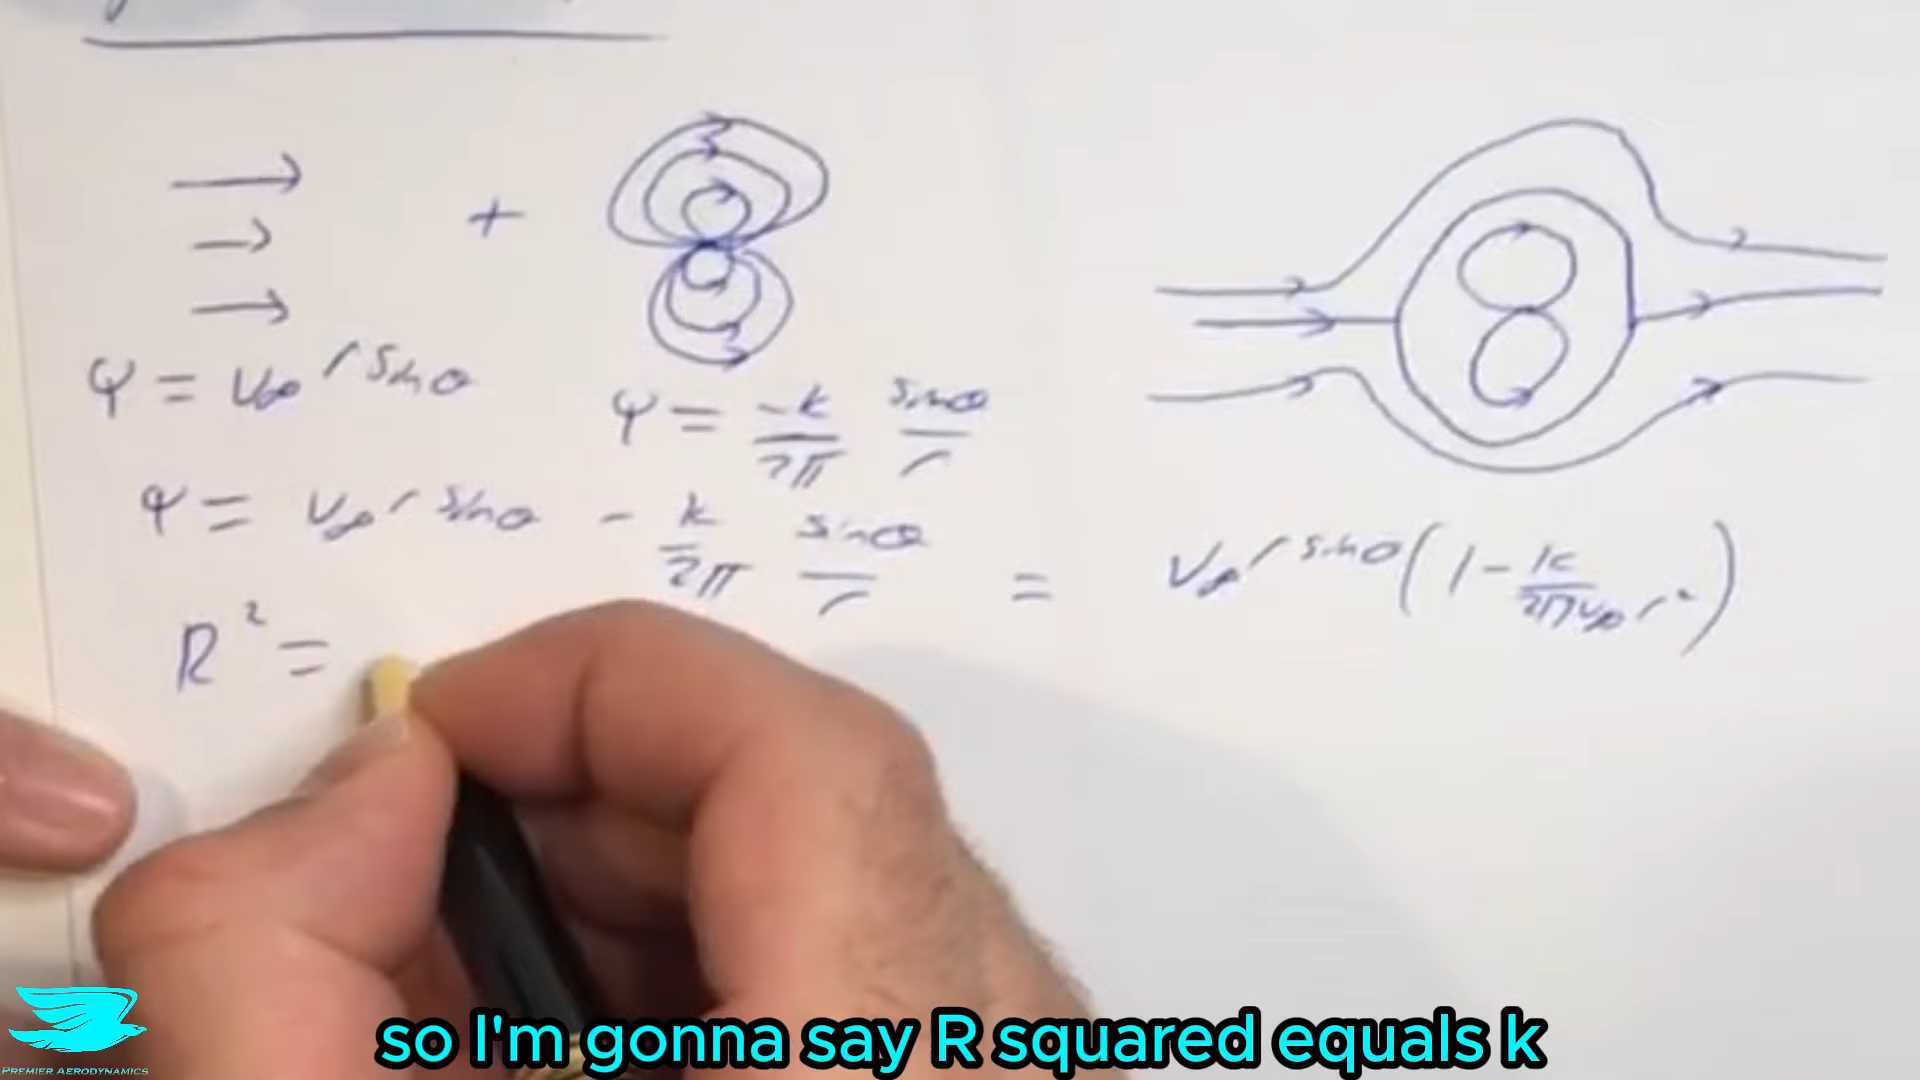 +
ψ = V∞ r sinθ
ψ = -k/2π sinθ/r
ψ = V∞ r sinθ - k/2π sinθ/r = V∞ r sinθ (1 - k/2πV∞ r²)
R² =
so I'm gonna say R squared equals k
PREMIER AERODYNAMICS